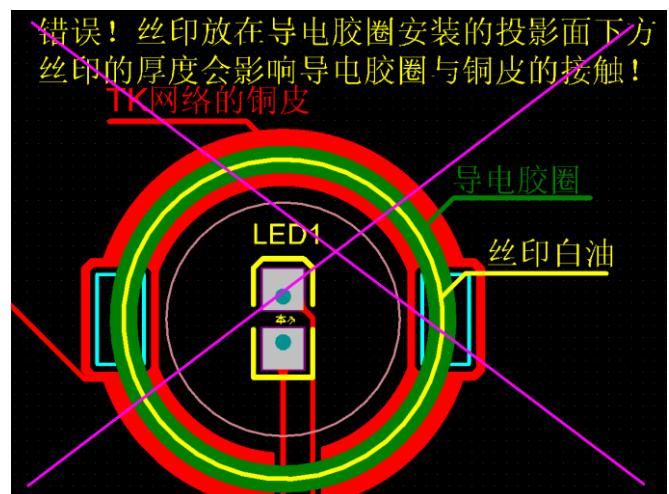 错误！丝印放在导电胶圈安装的投影面下方
丝印的厚度会影响导电胶圈与铜皮的接触！
TK网络的铜皮
导电胶圈
LED1
丝印白油